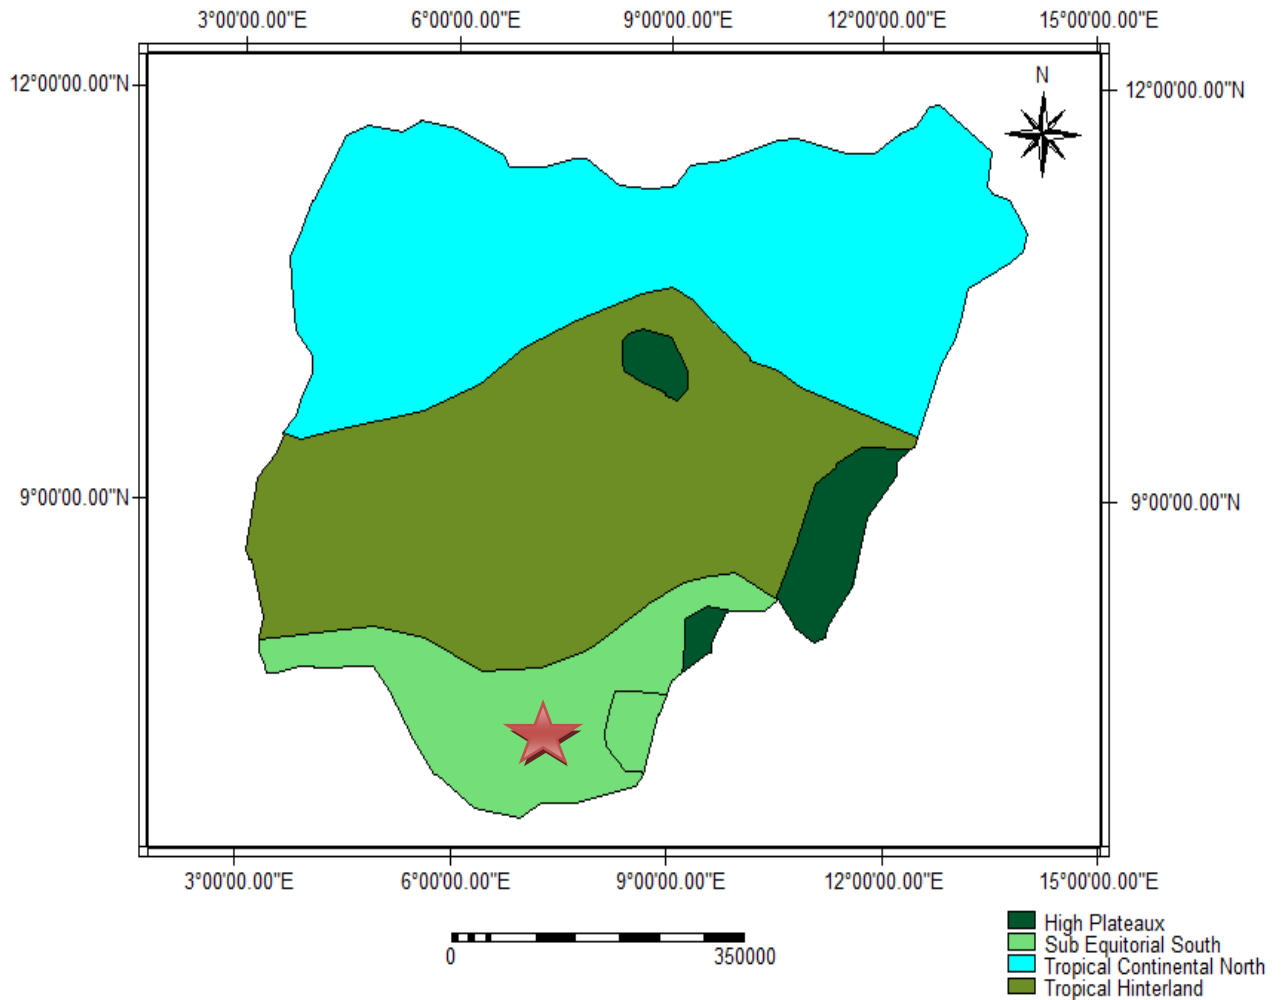 3°00'00.00"E 6°00'00.00"E 9°00'00.00"E 12°00'00.00"E 15°00'00.00"E
12°00'00.00"N 12°00'00.00"N
N
9°00'00.00"N 9°00'00.00"N
3°00'00.00"E 6°00'00.00"E 9°00'00.00"E 12°00'00.00"E 15°00'00.00"E
0 350000
High Plateaux
Sub Equitorial South
Tropical Continental North
Tropical Hinterland